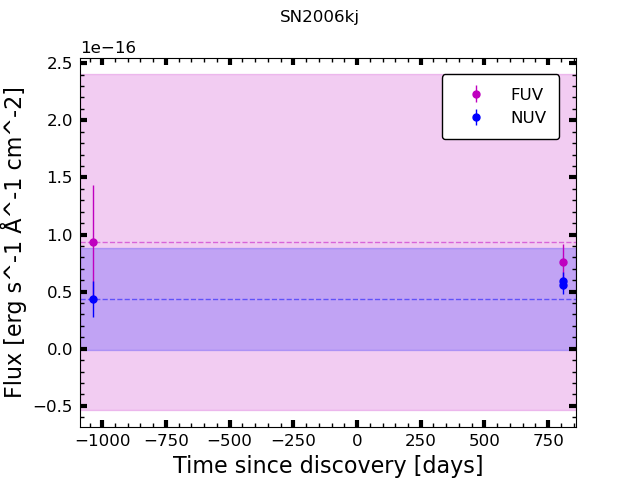 SN2006kj
1e−16
2.5
2.0
1.5
1.0
0.5
0.0
−0.5
Flux [erg s^-1 Å^-1 cm^-2]
FUV
NUV
−1000 −750 −500 −250 0 250 500 750
Time since discovery [days]